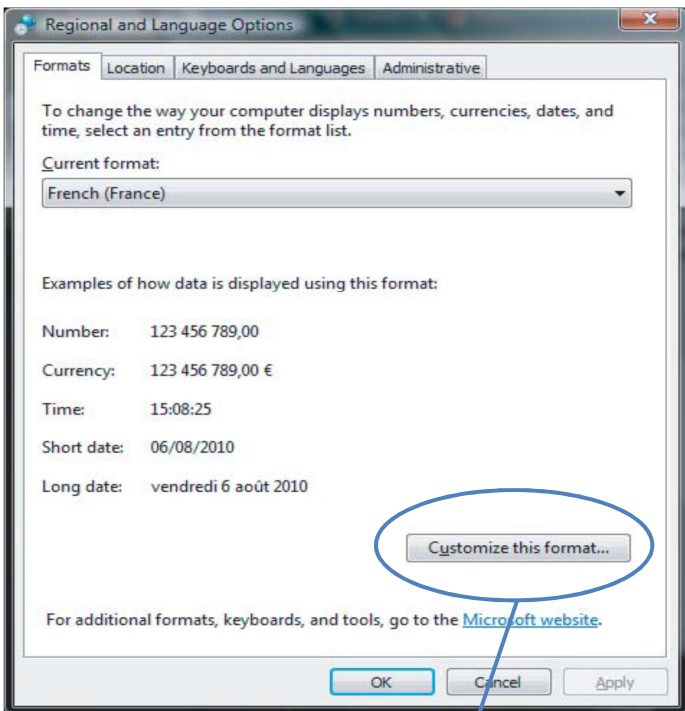 Regional and Language Options
Formats Location Keyboards and Languages Administrative
To change the way your computer displays numbers, currencies, dates, and
time, select an entry from the format list.
Current format:
French (France)
Examples of how data is displayed using this format:
Number: 123 456 789,00
Currency: 123 456 789,00 €
Time: 15:08:25
Short date: 06/08/2010
Long date: vendredi 6 août 2010
Customize this format...
For additional formats, keyboards, and tools, go to the Microsoft website.
OK Cancel Apply